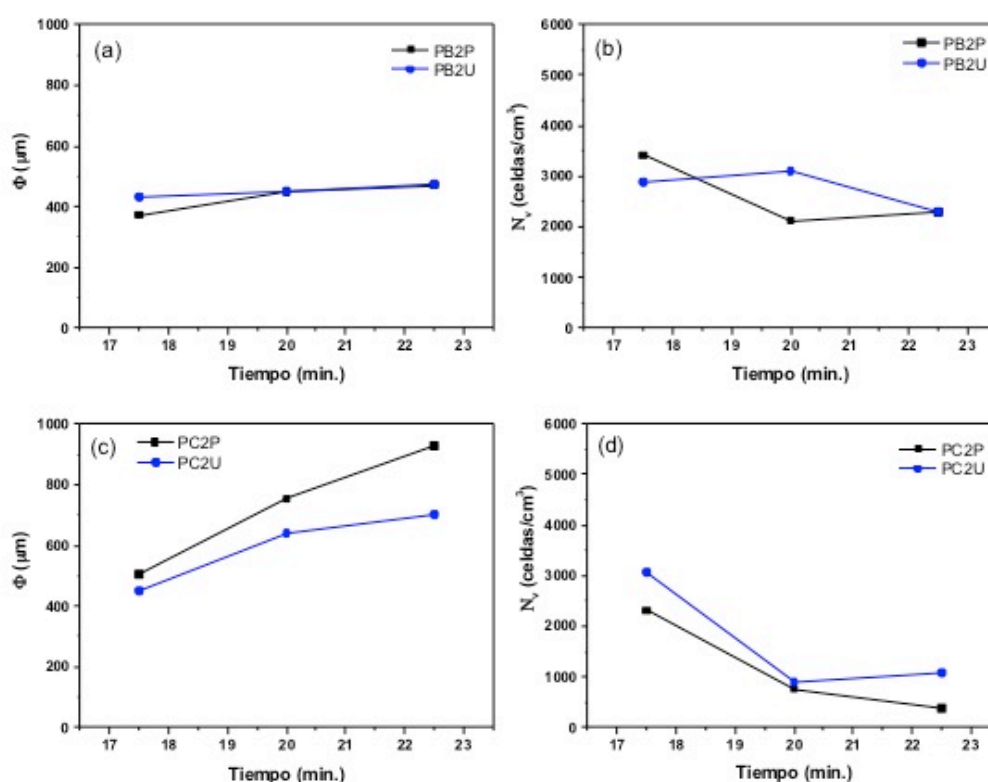 (a)
PB2P
PB2U
1000
800
600
400
200
0
Φ (μm)
17 18 19 20 21 22 23
Tiempo (min.)
(b)
PB2P
PB2U
6000
5000
4000
3000
2000
1000
0
Nv (celdas/cm³)
17 18 19 20 21 22 23
Tiempo (min.)
(c)
PC2P
PC2U
1000
800
600
400
200
0
Φ (μm)
17 18 19 20 21 22 23
Tiempo (min.)
(d)
PC2P
PC2U
6000
5000
4000
3000
2000
1000
0
Nv (celdas/cm³)
17 18 19 20 21 22 23
Tiempo (min.)